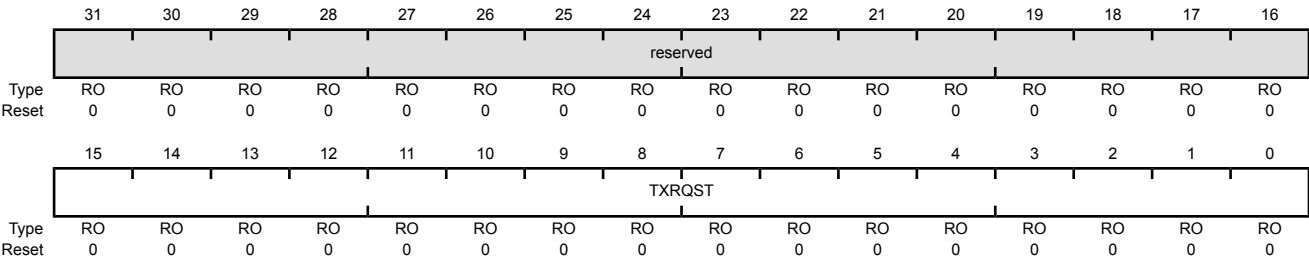 31 30 29 28 27 26 25 24 23 22 21 20 19 18 17 16
reserved
Type RO RO RO RO RO RO RO RO RO RO RO RO RO RO RO RO
Reset 0 0 0 0 0 0 0 0 0 0 0 0 0 0 0 0
15 14 13 12 11 10 9 8 7 6 5 4 3 2 1 0
TXRQST
Type RO RO RO RO RO RO RO RO RO RO RO RO RO RO RO RO
Reset 0 0 0 0 0 0 0 0 0 0 0 0 0 0 0 0